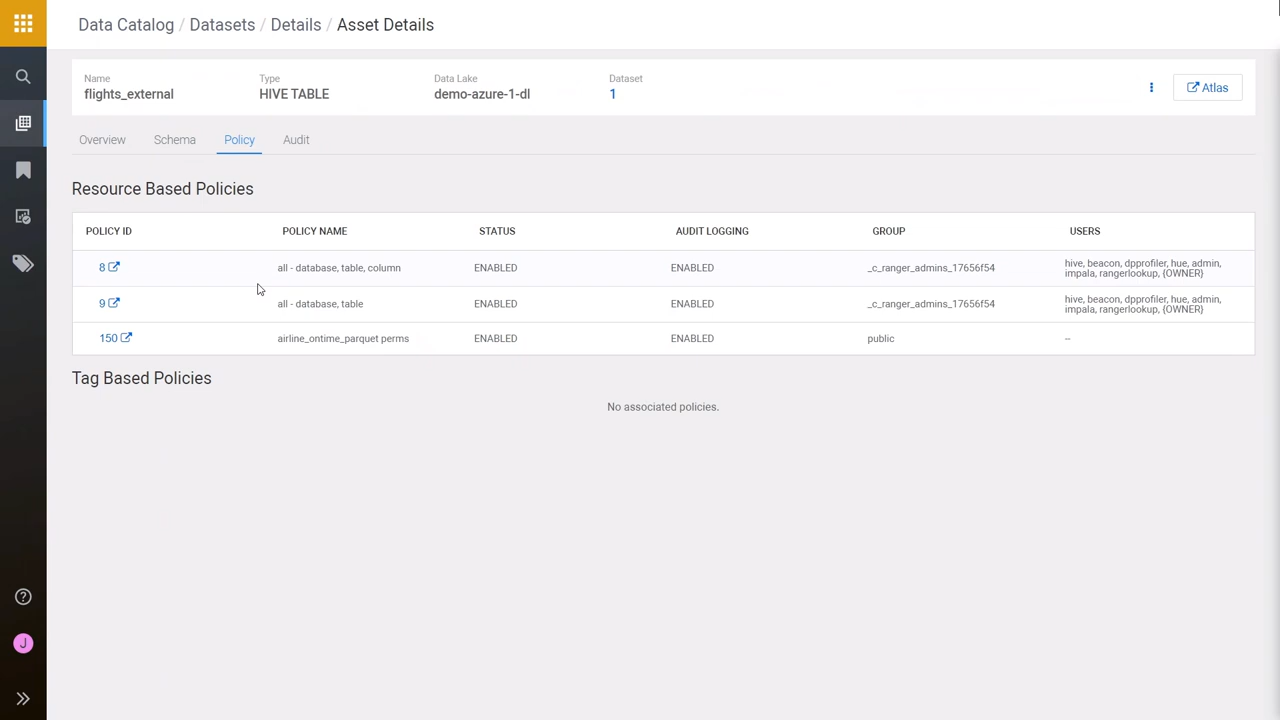 Data Catalog / Datasets / Details / Asset Details
Name
flights_external
Type
HIVE TABLE
Data Lake
demo-azure-1-dl
Dataset
1
Atlas
Overview
Schema
Policy
Audit
Resource Based Policies
POLICY ID POLICY NAME STATUS AUDIT LOGGING GROUP USERS
8 all - database, table, column ENABLED ENABLED _c_ranger_admins_17656f54 hive, beacon, dpprofiler, hue, admin,
impala, rangerlookup, {OWNER}
9 all - database, table ENABLED ENABLED _c_ranger_admins_17656f54 hive, beacon, dpprofiler, hue, admin,
impala, rangerlookup, {OWNER}
150 airline_ontime_parquet perms ENABLED ENABLED public --
Tag Based Policies
No associated policies.
J